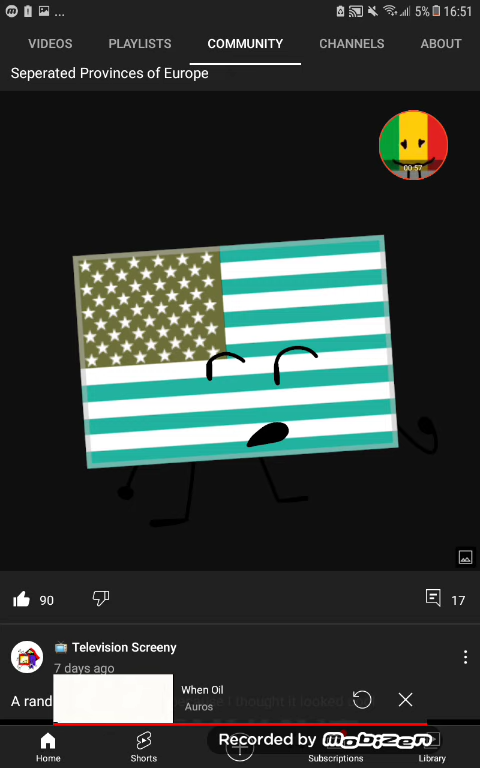 ... 5% 16:51
VIDEOS PLAYLISTS COMMUNITY CHANNELS ABOUT
Seperated Provinces of Europe
00:57
90 17
Television Screeny
7 days ago
A rand I thought it looked
When Oil
Auros
Home Shorts Subscriptions Library
Recorded by Mobizen